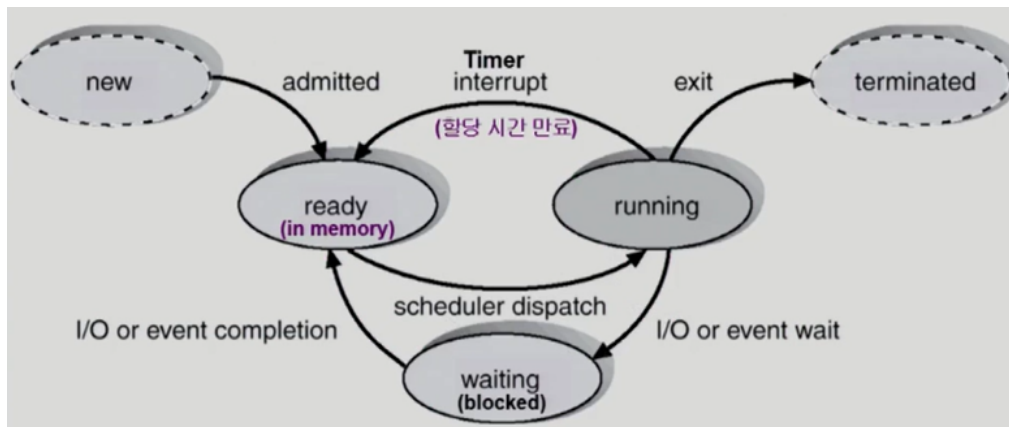 new
admitted
Timer
interrupt
(할당 시간 만료)
exit
terminated
ready
(in memory)
running
scheduler dispatch
I/O or event completion
I/O or event wait
waiting
(blocked)